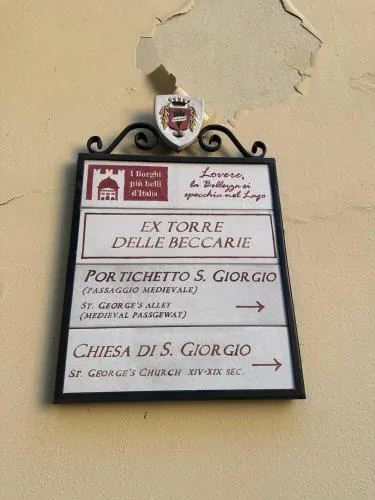 I Borghi
più belli
d'Italia
Lovere,
la Bellezza si
specchia nel Lago
EX TORRE
DELLE BECCARIE
PORTICHETTO S. GIORGIO
(PASSAGGIO MEDIEVALE)
ST. GEORGE'S ALLEY
(MEDIEVAL PASSGEWAY)
CHIESA DI S. GIORGIO
ST. GEORGE'S CHURCH XIV-XIX SEC.